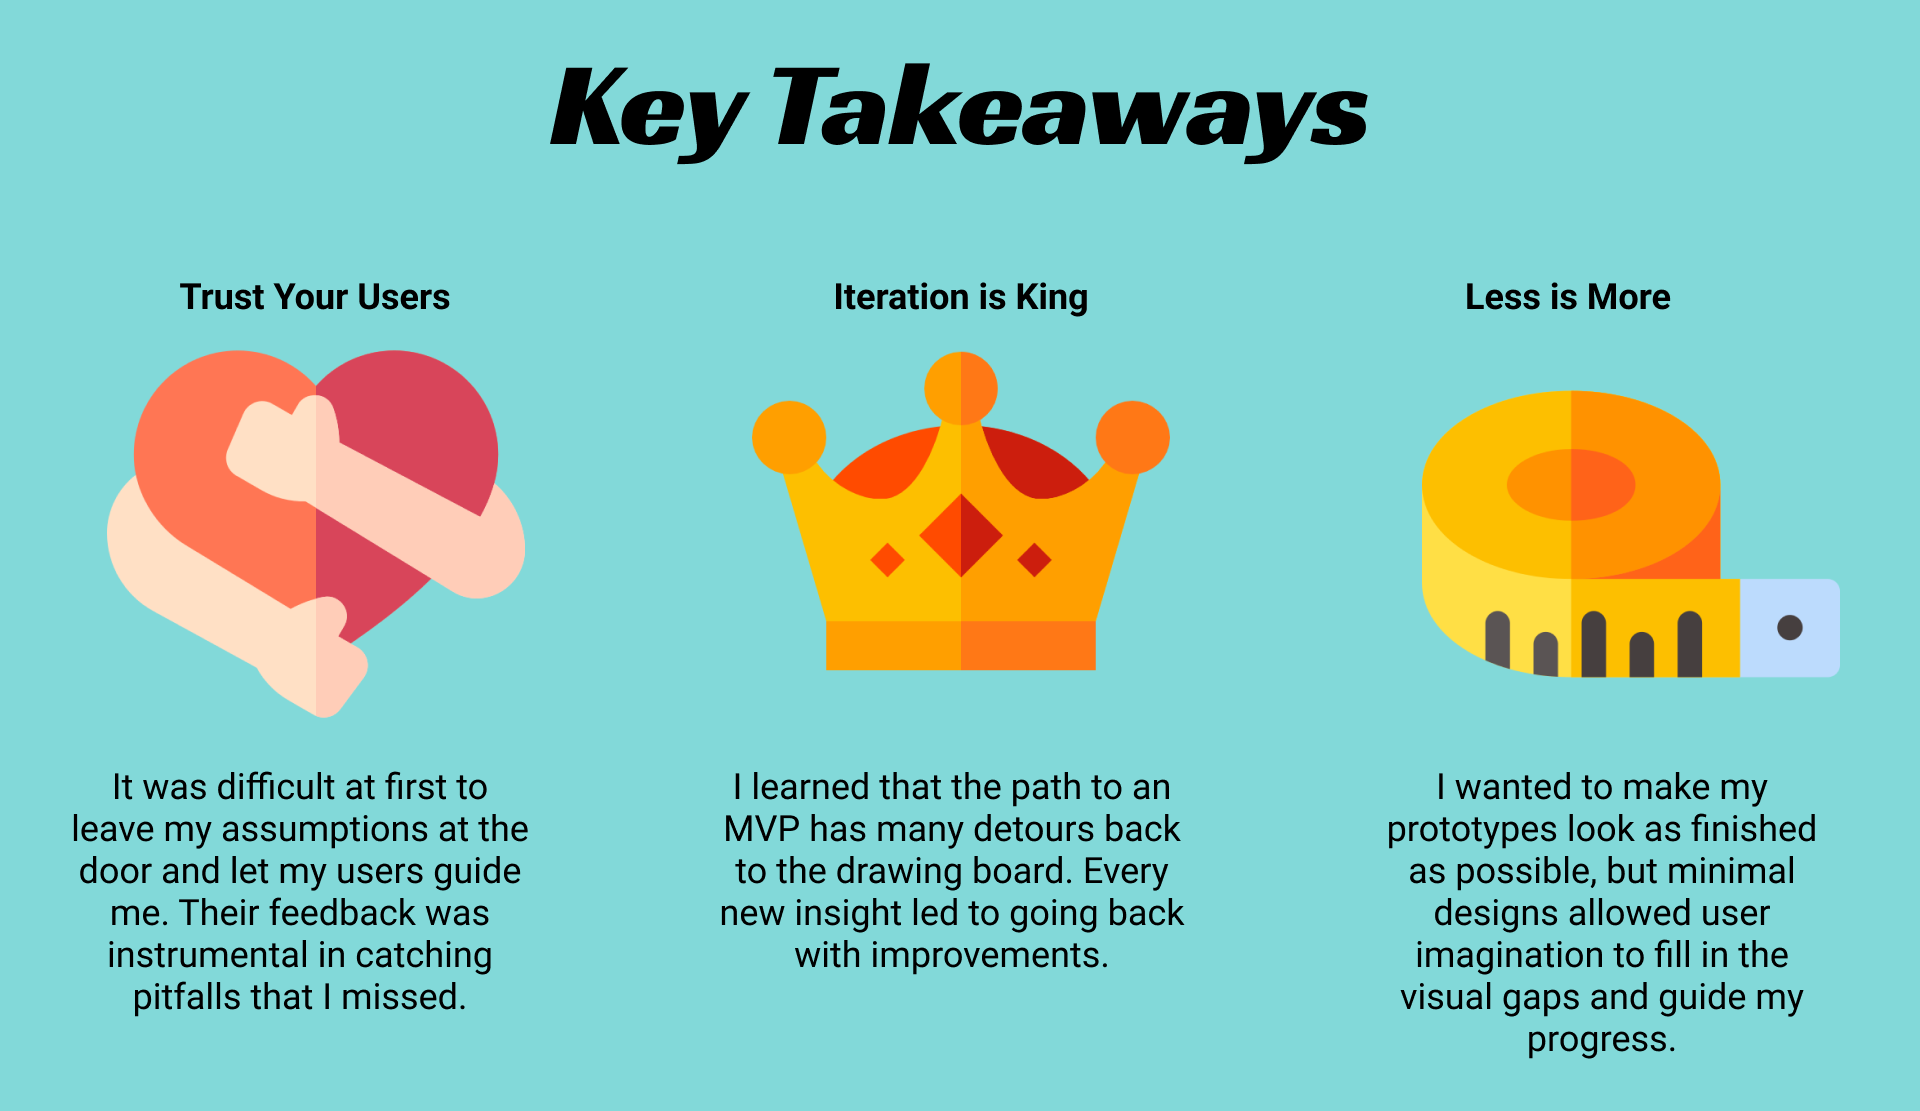 Key Takeaways
Trust Your Users
It was difficult at first to
leave my assumptions at the
door and let my users guide
me. Their feedback was
instrumental in catching
pitfalls that I missed.
Iteration is King
I learned that the path to an
MVP has many detours back
to the drawing board. Every
new insight led to going back
with improvements.
Less is More
I wanted to make my
prototypes look as finished
as possible, but minimal
designs allowed user
imagination to fill in the
visual gaps and guide my
progress.